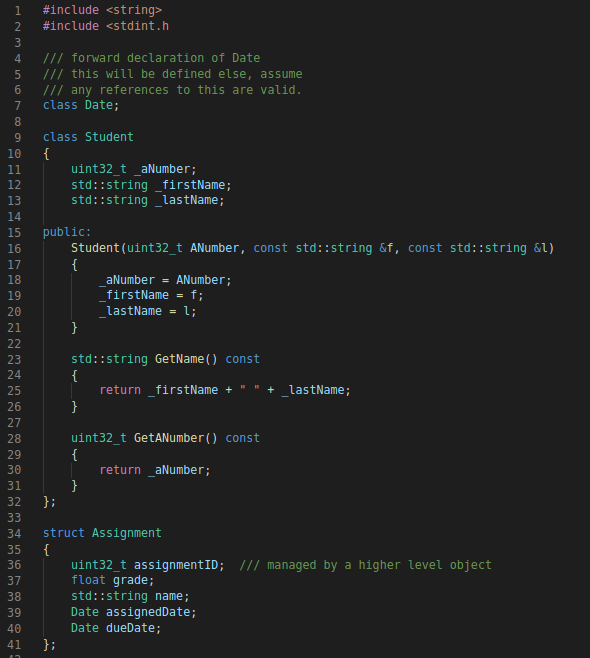 1 #include <string>
2 #include <stdint.h
3
4 /// forward declaration of Date
5 /// this will be defined else, assume
6 /// any references to this are valid.
7 class Date;
8
9 class Student
10 {
11     uint32_t _aNumber;
12     std::string _firstName;
13     std::string _lastName;
14
15 public:
16     Student(uint32_t ANumber, const std::string &f, const std::string &l)
17     {
18         _aNumber = ANumber;
19         _firstName = f;
20         _lastName = l;
21     }
22
23     std::string GetName() const
24     {
25         return _firstName + " " + _lastName;
26     }
27
28     uint32_t GetANumber() const
29     {
30         return _aNumber;
31     }
32 };
33
34 struct Assignment
35 {
36     uint32_t assignmentID;  /// managed by a higher level object
37     float grade;
38     std::string name;
39     Date assignedDate;
40     Date dueDate;
41 };